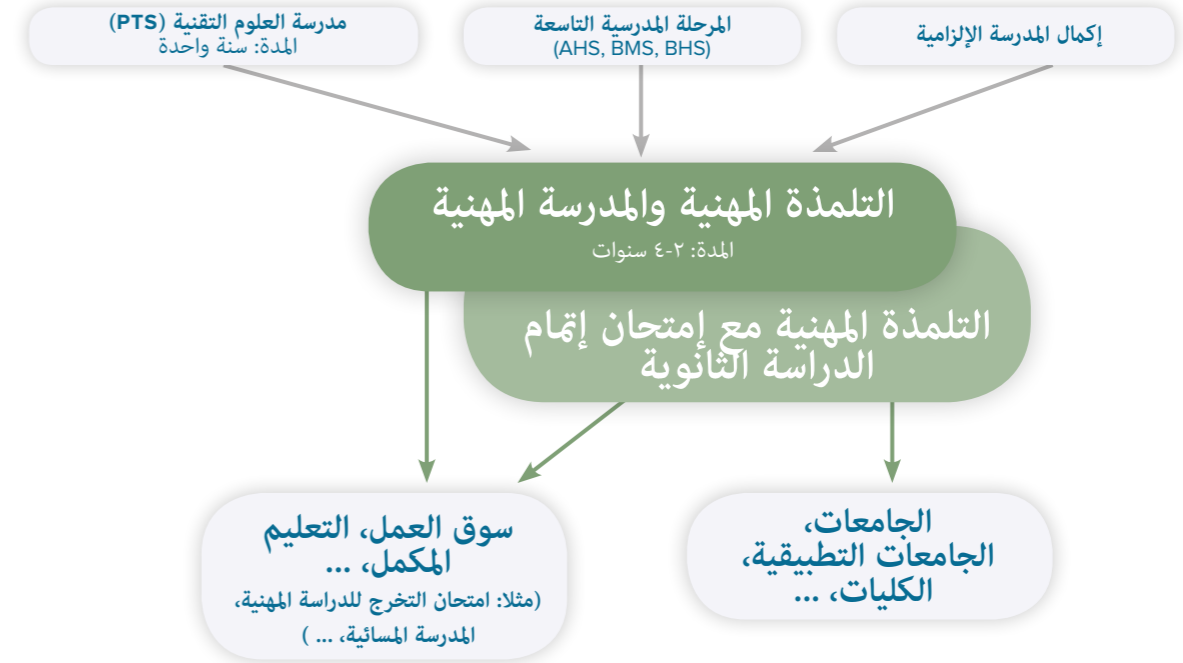 إكمال المدرسة الإلزامية
المرحلة المدرسية التاسعة
(AHS, BMS, BHS)
مدرسة العلوم التقنية (PTS)
المدة: سنة واحدة
التلمذة المهنية والمدرسة المهنية
المدة: ٢-٤ سنوات
التلمذة المهنية مع إمتحان إتمام
الدراسة الثانوية
الجامعات،
الجامعات التطبيقية،
الكليات، ...
سوق العمل، التعليم
المكمل، ...
(مثلا: امتحان التخرج للدراسة المهنية،
المدرسة المسائية، ... )